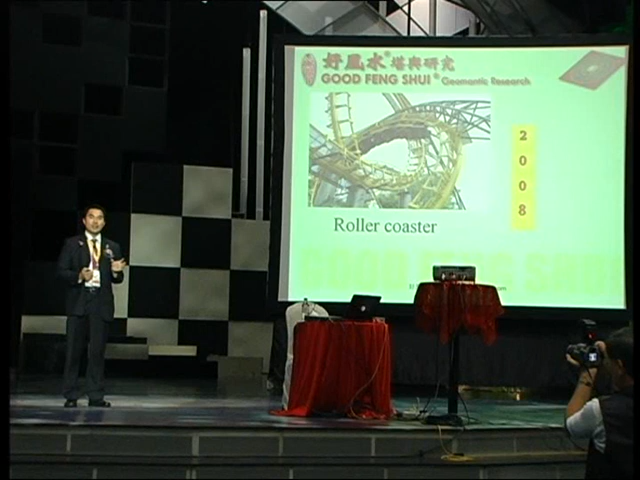 好風水® 堪輿研究
GOOD FENG SHUI® Geomantic Research
2
0
0
8
Roller coaster